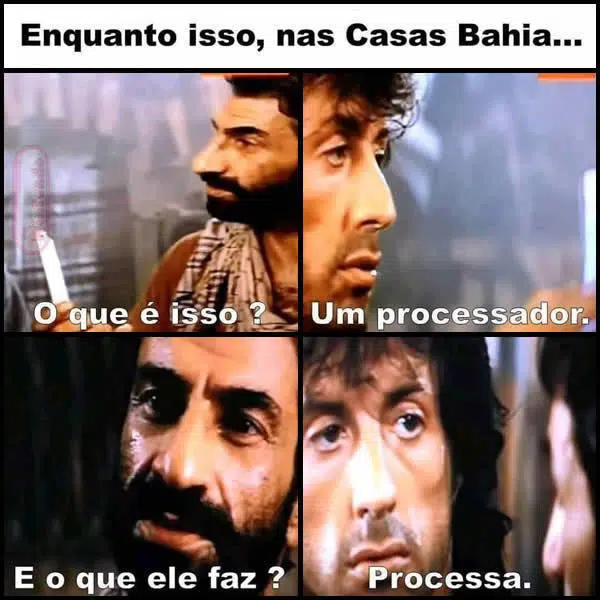 Enquanto isso, nas Casas Bahia...
O que é isso ?
Um processador.
E o que ele faz ?
Processa.